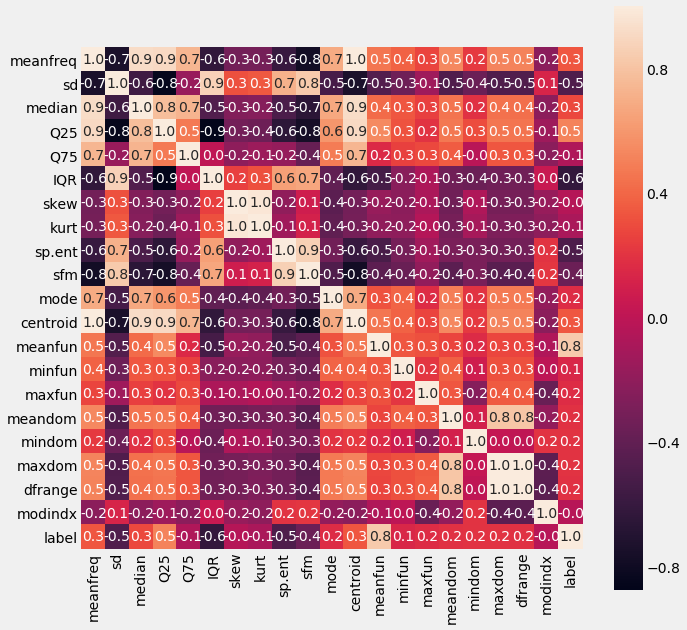 meanfreq 1.0 -0.7 0.9 0.9 0.7 -0.6 -0.3 -0.3 -0.6 -0.8 0.7 1.0 0.5 0.4 0.3 0.5 0.2 0.5 0.5 -0.2 0.3
sd -0.7 1.0 -0.6 -0.8 -0.2 0.9 0.3 0.3 0.7 0.8 -0.5 -0.7 -0.5 -0.3 -0.1 -0.5 -0.4 -0.5 -0.5 0.1 -0.5
median 0.9 -0.6 1.0 0.8 0.7 -0.5 -0.3 -0.2 -0.5 -0.7 0.7 0.9 0.4 0.3 0.3 0.5 0.2 0.4 0.4 -0.2 0.3
Q25 0.9 -0.8 0.8 1.0 0.5 -0.9 -0.3 -0.4 -0.6 -0.8 0.6 0.9 0.5 0.3 0.2 0.5 0.3 0.5 0.5 -0.1 0.5
Q75 0.7 -0.2 0.7 0.5 1.0 0.0 -0.2 -0.1 -0.2 -0.4 0.5 0.7 0.2 0.3 0.3 0.4 -0.0 0.3 0.3 -0.2 -0.1
IQR -0.6 0.9 -0.5 -0.9 0.0 1.0 0.2 0.3 0.6 0.7 -0.4 -0.6 -0.5 -0.2 -0.1 -0.3 -0.4 -0.3 -0.3 0.0 -0.6
skew -0.3 0.3 -0.3 -0.3 -0.2 0.2 1.0 1.0 -0.2 0.1 -0.4 -0.3 -0.2 -0.2 -0.1 -0.3 -0.1 -0.3 -0.3 -0.2 -0.0
kurt -0.3 0.3 -0.2 -0.4 -0.1 0.3 1.0 1.0 -0.1 0.1 -0.4 -0.3 -0.2 -0.2 -0.0 -0.3 -0.1 -0.3 -0.3 -0.2 -0.1
sp.ent -0.6 0.7 -0.5 -0.6 -0.2 0.6 -0.2 -0.1 1.0 0.9 -0.3 -0.6 -0.5 -0.3 -0.1 -0.3 -0.3 -0.3 -0.3 0.2 -0.5
sfm -0.8 0.8 -0.7 -0.8 -0.4 0.7 0.1 0.1 0.9 1.0 -0.5 -0.8 -0.4 -0.4 -0.2 -0.4 -0.3 -0.4 -0.4 0.2 -0.4
mode 0.7 -0.5 0.7 0.6 0.5 -0.4 -0.4 -0.4 -0.3 -0.5 1.0 0.7 0.3 0.4 0.2 0.5 0.2 0.5 0.5 -0.2 0.2
centroid 1.0 -0.7 0.9 0.9 0.7 -0.6 -0.3 -0.3 -0.6 -0.8 0.7 1.0 0.5 0.4 0.3 0.5 0.2 0.5 0.5 -0.2 0.3
meanfun 0.5 -0.5 0.4 0.5 0.2 -0.5 -0.2 -0.2 -0.5 -0.4 0.3 0.5 1.0 0.3 0.3 0.3 0.2 0.3 0.3 -0.1 0.8
minfun 0.4 -0.3 0.3 0.3 0.3 -0.2 -0.2 -0.2 -0.3 -0.4 0.4 0.4 0.3 1.0 0.2 0.4 0.1 0.3 0.3 0.0 0.1
maxfun 0.3 -0.1 0.3 0.2 0.3 -0.1 -0.1 -0.0 -0.1 -0.2 0.2 0.3 0.3 0.2 1.0 0.3 -0.2 0.4 0.4 -0.4 0.2
meandom 0.5 -0.5 0.5 0.5 0.4 -0.3 -0.3 -0.3 -0.3 -0.4 0.5 0.5 0.3 0.4 0.3 1.0 0.1 0.8 0.8 -0.2 0.2
mindom 0.2 -0.4 0.2 0.3 -0.0 -0.4 -0.1 -0.1 -0.3 -0.3 0.2 0.2 0.2 0.1 -0.2 0.1 1.0 0.0 0.0 0.2 0.2
maxdom 0.5 -0.5 0.4 0.5 0.3 -0.3 -0.3 -0.3 -0.3 -0.4 0.5 0.5 0.3 0.3 0.4 0.8 0.0 1.0 1.0 -0.4 0.2
dfrange 0.5 -0.5 0.4 0.5 0.3 -0.3 -0.3 -0.3 -0.3 -0.4 0.5 0.5 0.3 0.3 0.4 0.8 0.0 1.0 1.0 -0.4 0.2
modindx -0.2 0.1 -0.2 -0.1 -0.2 0.0 -0.2 -0.2 0.2 0.2 -0.2 -0.2 -0.1 0.0 -0.4 -0.2 0.2 -0.4 -0.4 1.0 -0.0
label 0.3 -0.5 0.3 0.5 -0.1 -0.6 -0.0 -0.1 -0.5 -0.4 0.2 0.3 0.8 0.1 0.2 0.2 0.2 0.2 0.2 -0.0 1.0
meanfreq sd median Q25 Q75 IQR skew kurt sp.ent sfm mode centroid meanfun minfun maxfun meandom mindom maxdom dfrange modindx label
0.8
0.4
0.0
−0.4
−0.8